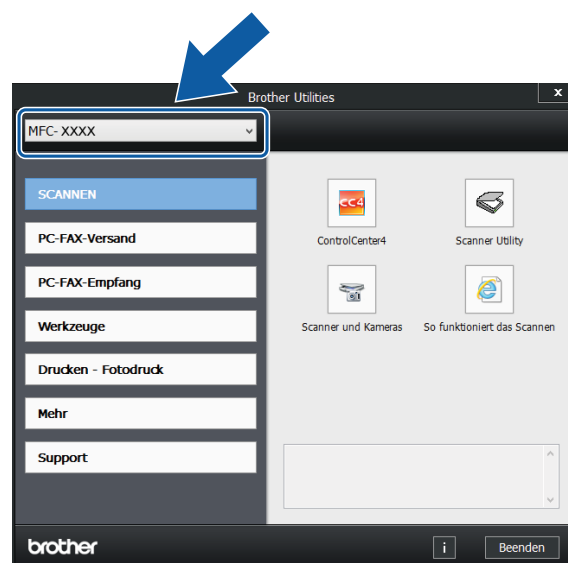 Brother Utilities
x
MFC- XXXX
SCANNEN
PC-FAX-Versand
PC-FAX-Empfang
Werkzeuge
Drucken - Fotodruck
Mehr
Support
CC4
ControlCenter4
Scanner Utility
Scanner und Kameras
So funktioniert das Scannen
brother
i
Beenden